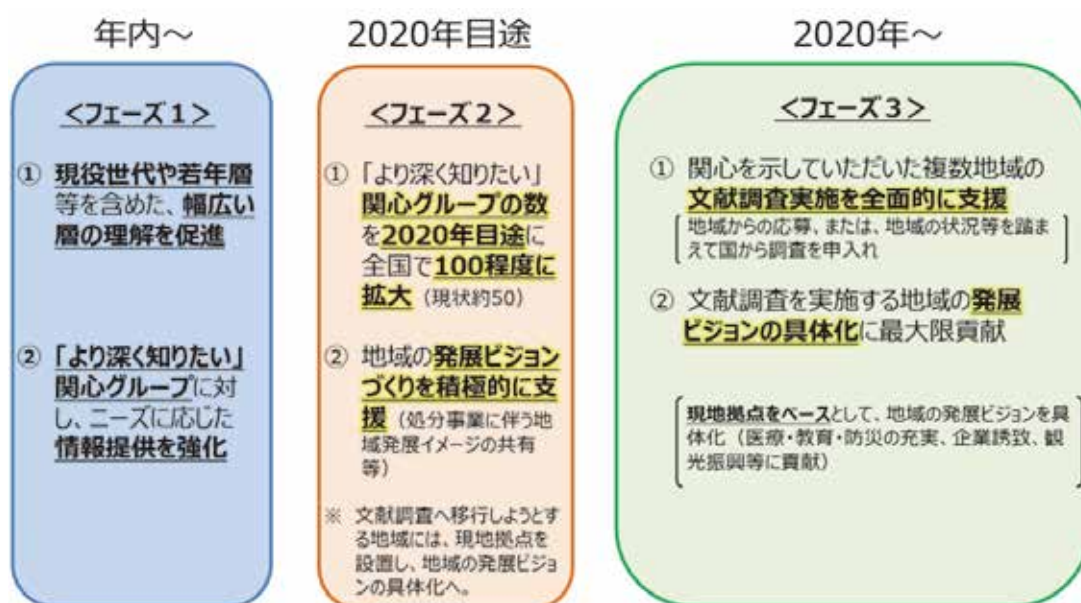 年内～
＜フェーズ１＞
① 現役世代や若年層
等を含めた、幅広い
層の理解を促進
② 「より深く知りたい」
関心グループに対
し、ニーズに応じた
情報提供を強化
2020年目途
＜フェーズ２＞
① 「より深く知りたい」
関心グループの数
を2020年目途に
全国で100程度に
拡大（現状約50）
② 地域の発展ビジョン
づくりを積極的に支
援（処分事業に伴う地
域発展イメージの共有
等）
※ 文献調査へ移行しようとす
る地域には、現地拠点を
設置し、地域の発展ビジョ
ンの具体化へ。
2020年～
＜フェーズ３＞
① 関心を示していただいた複数地域の
文献調査実施を全面的に支援
地域からの応募、または、地域の状況等を踏ま
えて国から調査を申入れ
② 文献調査を実施する地域の発展
ビジョンの具体化に最大限貢献
現地拠点をベースとして、地域の発展ビジョンを具
体化（医療・教育・防災の充実、企業誘致、観
光振興等に貢献）